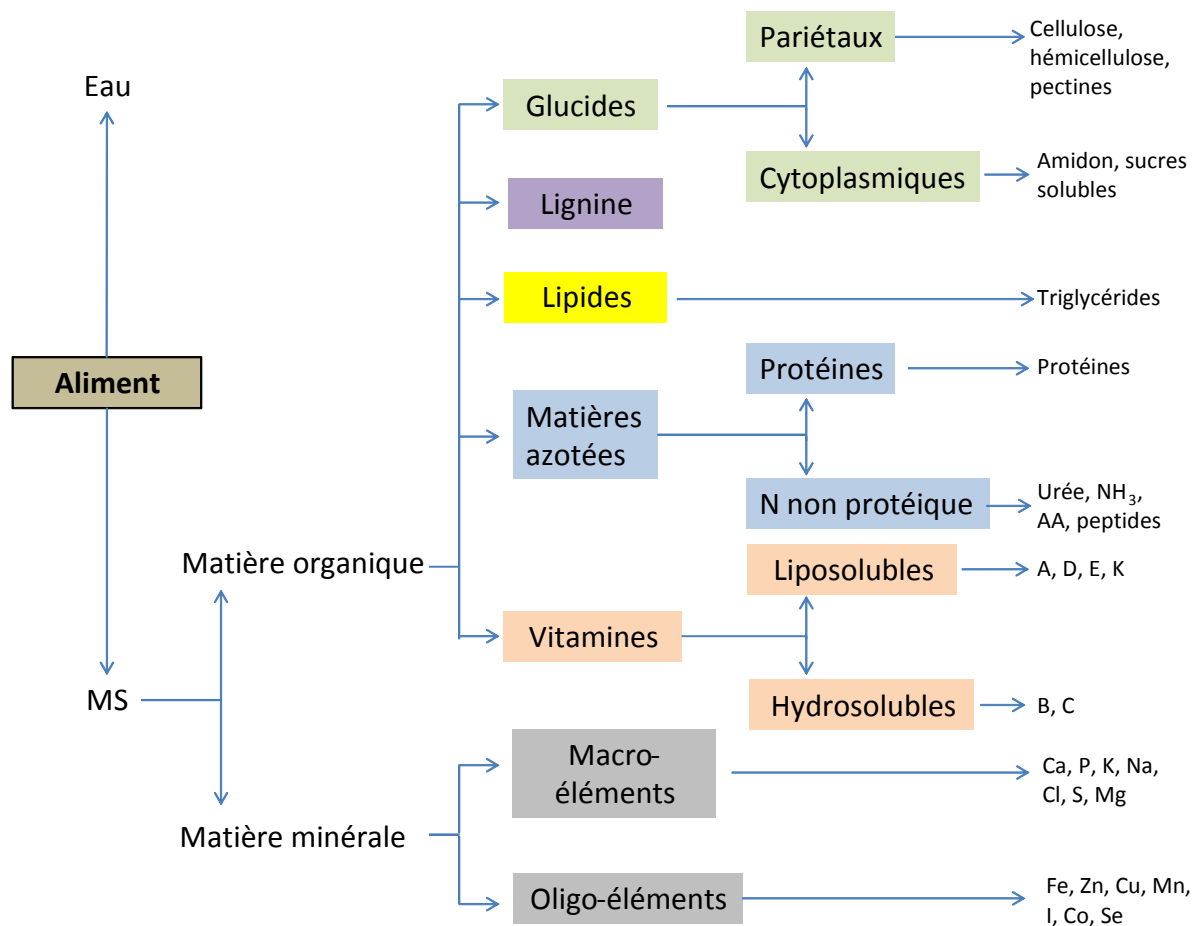 Pariétaux
Cellulose,
hémicellulose,
pectines
Eau
Glucides
Cytoplasmiques
Amidon, sucres
solubles
Lignine
Lipides
Triglycérides
Aliment
Protéines
Protéines
Matières
azotées
N non protéique
Urée, NH₃,
AA, peptides
Matière organique
Liposolubles
A, D, E, K
Vitamines
MS
Hydrosolubles
B, C
Macro-
éléments
Ca, P, K, Na,
Cl, S, Mg
Matière minérale
Oligo-éléments
Fe, Zn, Cu, Mn,
I, Co, Se